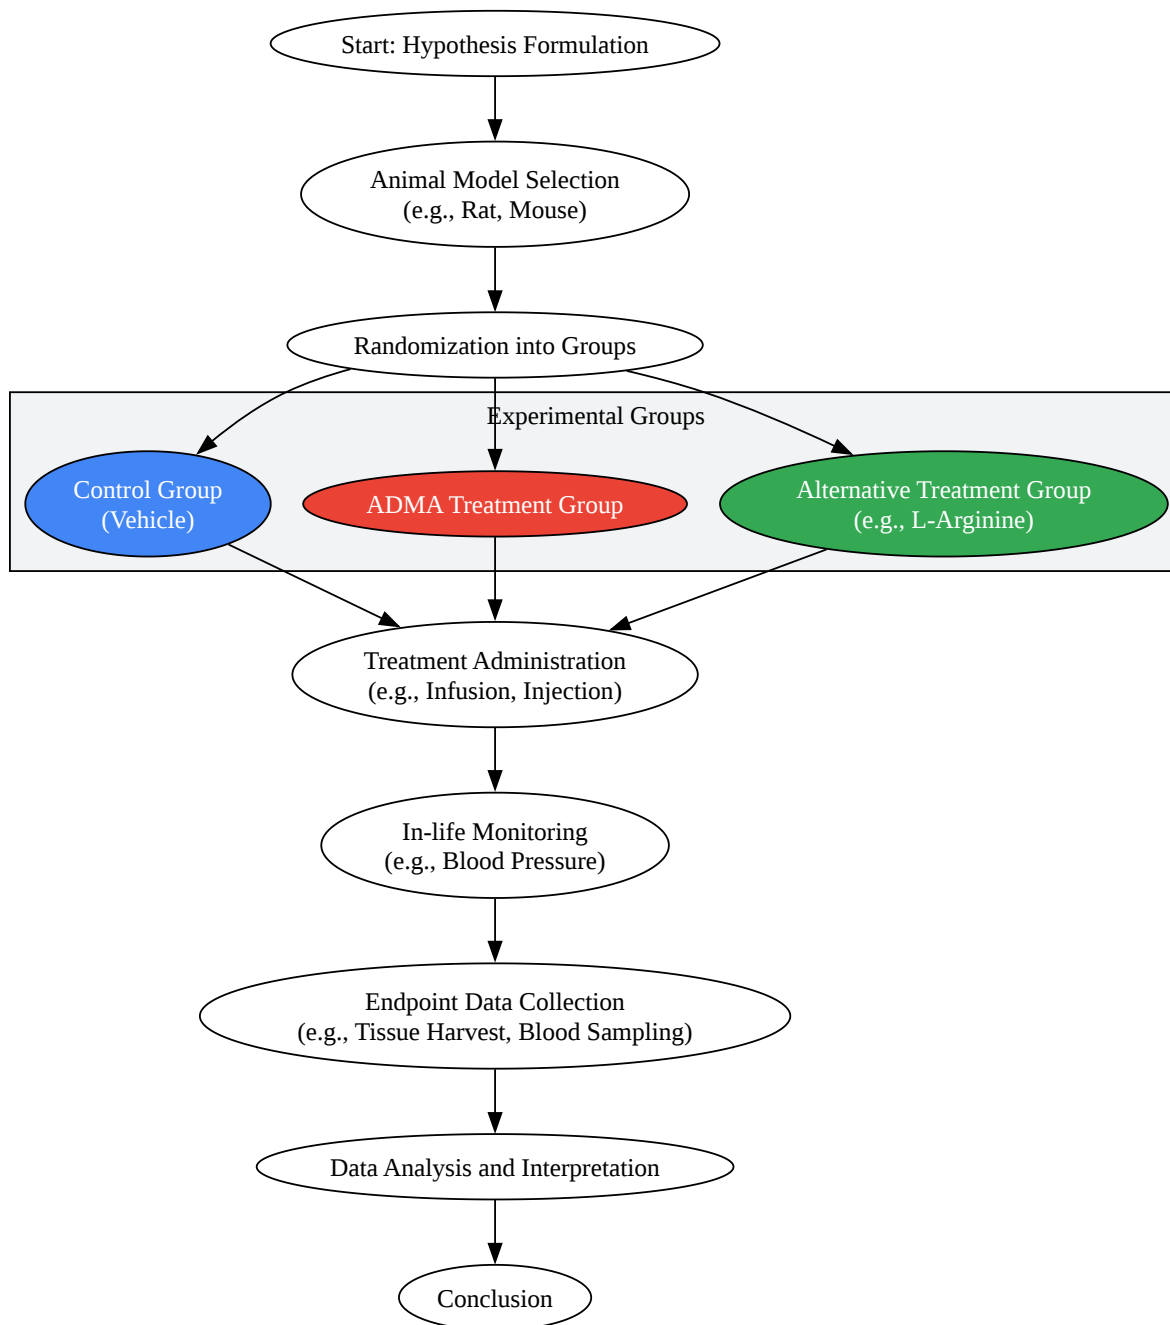 Start: Hypothesis Formulation
Animal Model Selection
(e.g., Rat, Mouse)
Randomization into Groups
Experimental Groups
Control Group
(Vehicle)
ADMA Treatment Group
Alternative Treatment Group
(e.g., L-Arginine)
Treatment Administration
(e.g., Infusion, Injection)
In-life Monitoring
(e.g., Blood Pressure)
Endpoint Data Collection
(e.g., Tissue Harvest, Blood Sampling)
Data Analysis and Interpretation
Conclusion